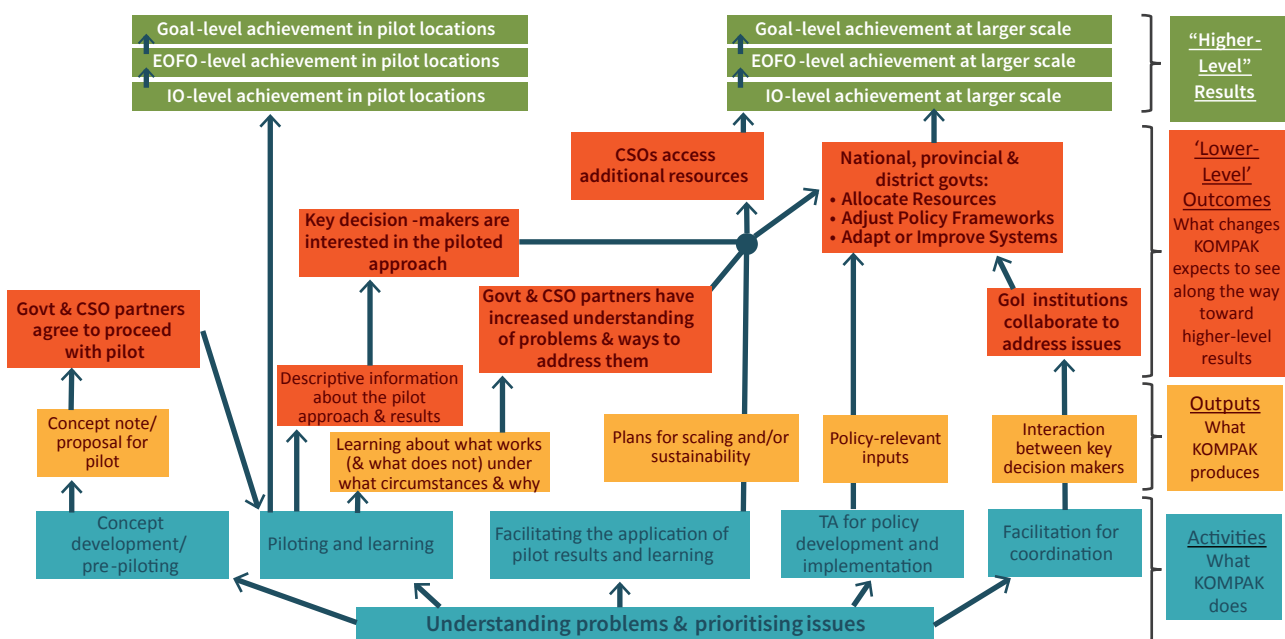 Goal-level achievement in pilot locations
EOFO -level achievement in pilot locations
IO-level achievement in pilot locations
Goal-level achievement at larger scale
EOFO -level achievement at larger scale
IO-level achievement at larger scale
“Higher-
Level”
Results
CSOs access
additional resources
National, provincial &
district govts:
• Allocate Resources
• Adjust Policy Frameworks
• Adapt or Improve Systems
Key decision -makers are
interested in the piloted
approach
Govt & CSO partners
agree to proceed
with pilot
Govt & CSO partners have
increased understanding
of problems & ways to
address them
GoI institutions
collaborate to
address issues
Descriptive information
about the pilot
approach & results
‘Lower-
Level’
Outcomes
What changes
KOMPAK
expects to see
along the way
toward
higher-level
results
Concept note/
proposal for
pilot
Learning about what works
(& what does not) under
what circumstances & why
Plans for scaling and/or
sustainability
Policy-relevant
inputs
Interaction
between key
decision makers
Outputs
What
KOMPAK
produces
Concept
development/
pre-piloting
Piloting and learning
Facilitating the application of
pilot results and learning
TA for policy
development and
implementation
Facilitation for
coordination
Activities
What
KOMPAK
does
Understanding problems & prioritising issues